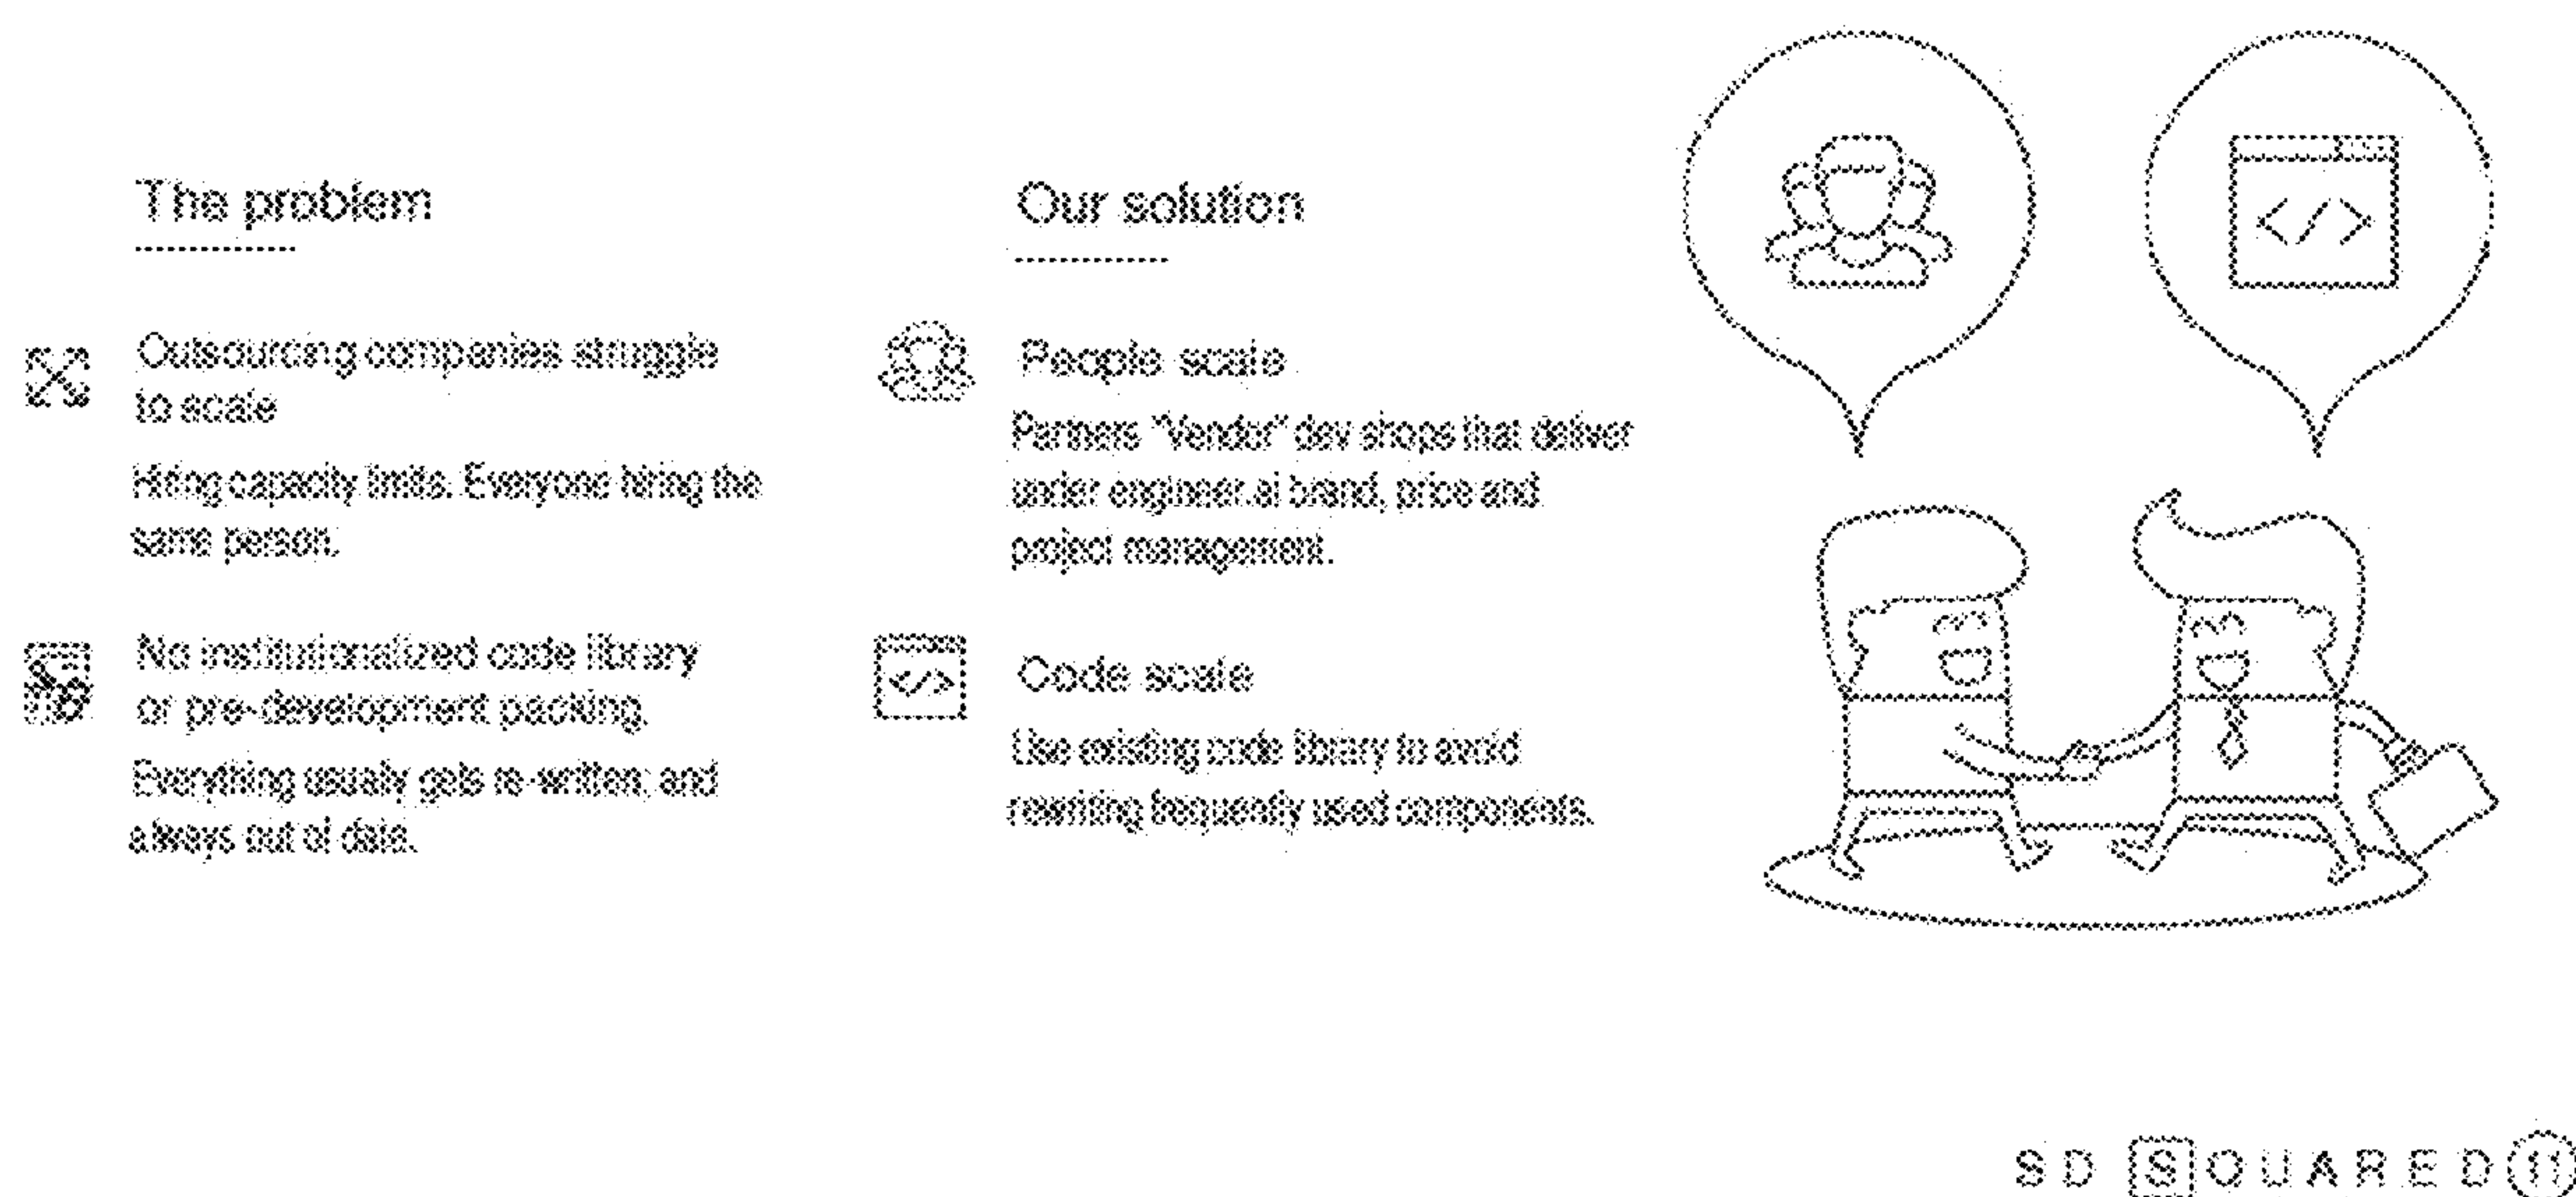 The problem
Outsourcing companies struggle
to scale
Hiring capacity limits. Everyone hiring the
same person.
No institutionalized code library
or pre-development packing.
Everything usually gets re-written, and
always out of date.
Our solution
People scale
Partners "Vendor" dev shops that deliver
under engineer.ai brand, price and
project management.
Code scale
</>
Use existing code library to avoid
rewriting frequently used components.
</>
SD SQUARED